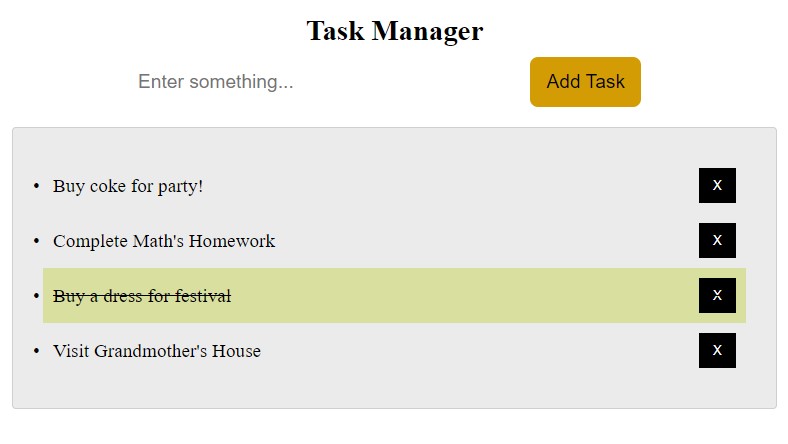 Task Manager
Enter something...
Add Task
• Buy coke for party!
X
• Complete Math's Homework
X
• Buy a dress for festival
X
• Visit Grandmother's House
X